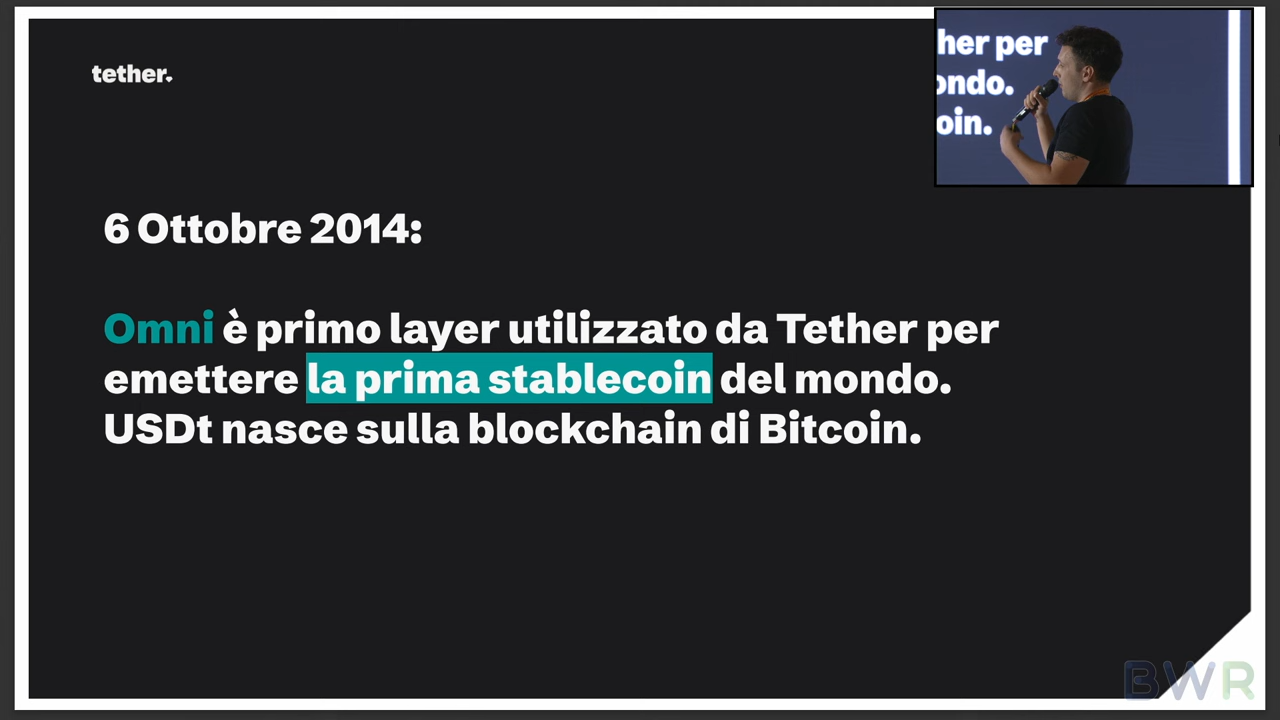 tether.
her per
ondo.
oin.
6 Ottobre 2014:
Omni è primo layer utilizzato da Tether per
emettere la prima stablecoin del mondo.
USDt nasce sulla blockchain di Bitcoin.
BWR